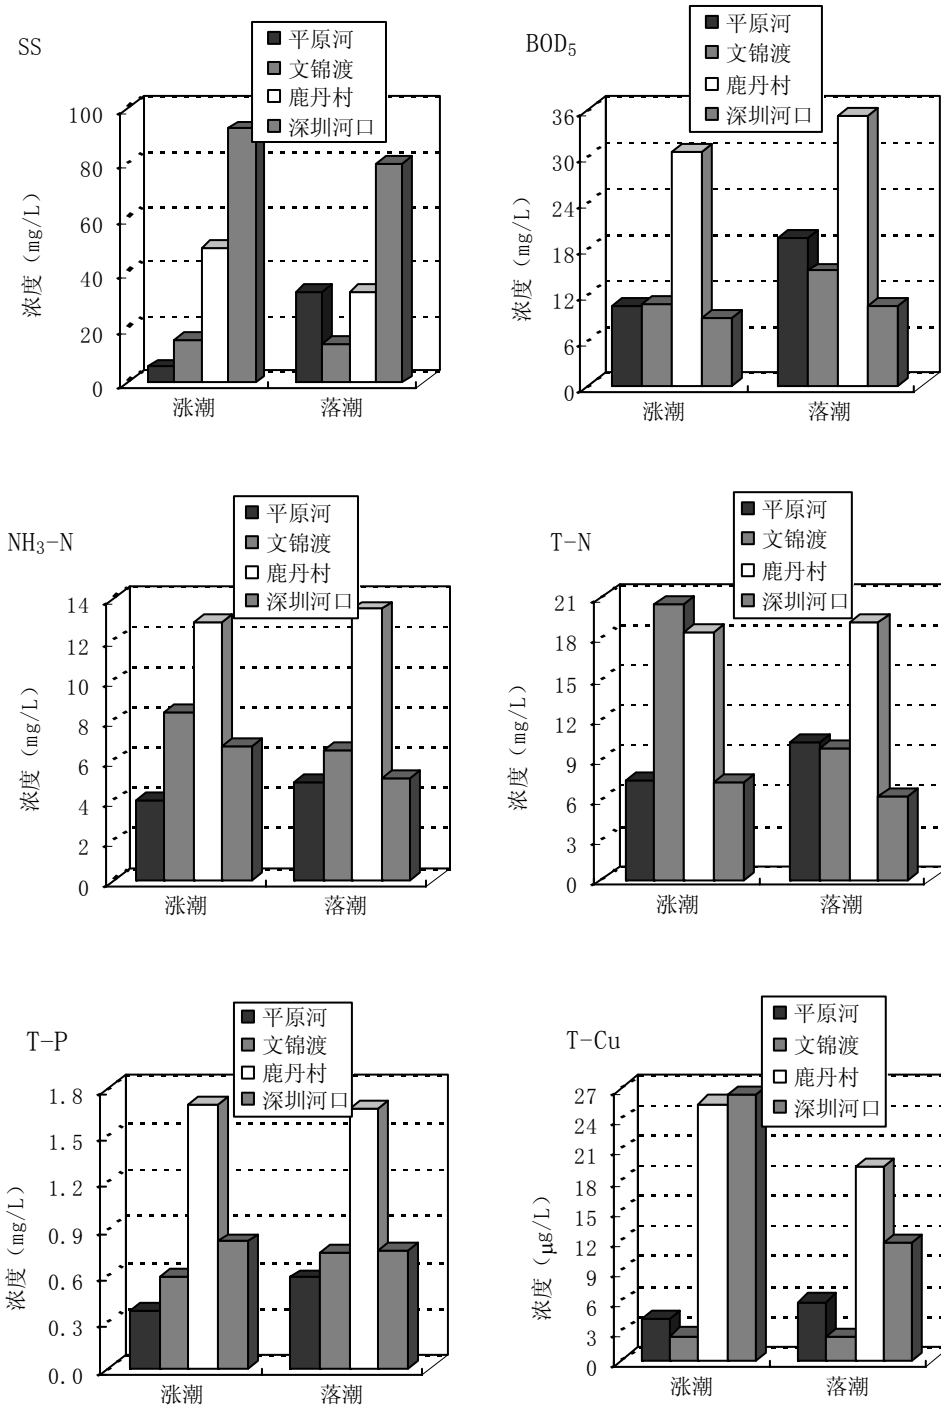 SS
平原河
文锦渡
鹿丹村
深圳河口
浓度（mg/L）
100
80
60
40
20
0
涨潮
落潮
BOD₅
平原河
文锦渡
鹿丹村
深圳河口
浓度（mg/L）
36
30
24
18
12
6
0
涨潮
落潮
NH₃-N
平原河
文锦渡
鹿丹村
深圳河口
浓度（mg/L）
14
12
10
8
6
4
2
0
涨潮
落潮
T-N
平原河
文锦渡
鹿丹村
深圳河口
浓度（mg/L）
21
18
15
12
9
6
3
0
涨潮
落潮
T-P
平原河
文锦渡
鹿丹村
深圳河口
浓度（mg/L）
1.8
1.5
1.2
0.9
0.6
0.3
0.0
涨潮
落潮
T-Cu
平原河
文锦渡
鹿丹村
深圳河口
浓度（μg/L）
27
24
21
18
15
12
9
6
3
0
涨潮
落潮